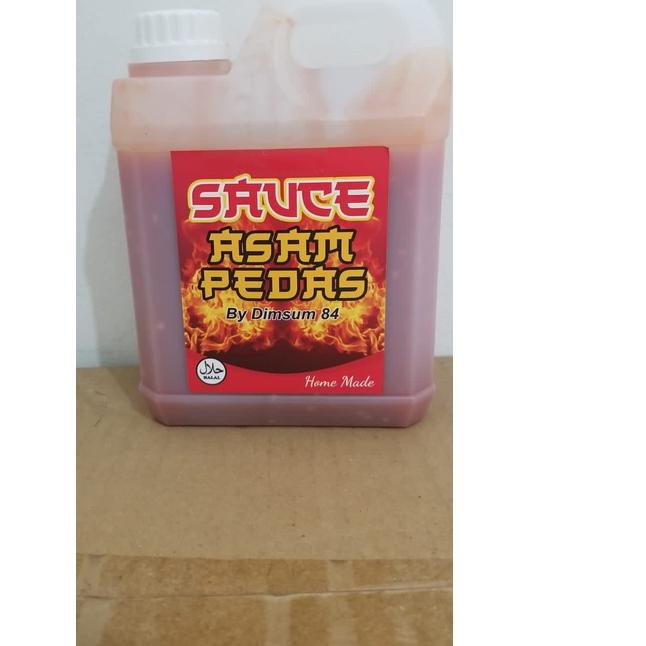 SAUCE
ASAM
PEDAS
By Dimsum 84
حلال
HALAL
Home Made